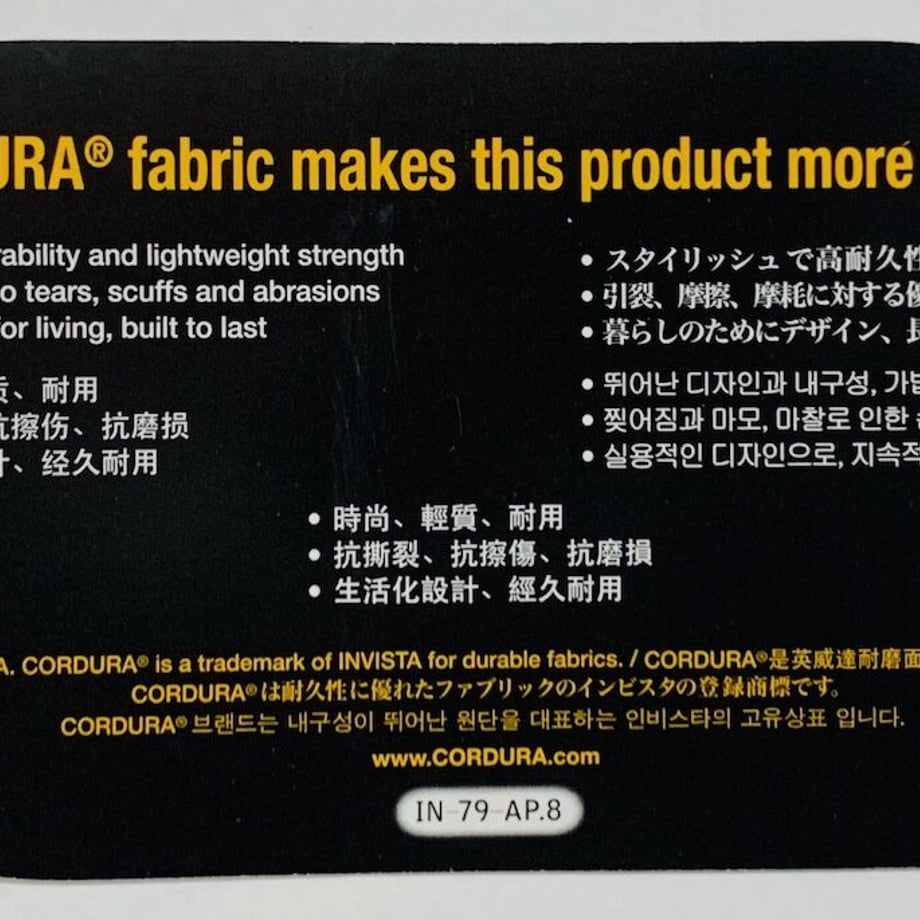 URA® fabric makes this product more
rability and lightweight strength
o tears, scuffs and abrasions
for living, built to last
• スタイリッシュで高耐久性
• 引裂、摩擦、摩耗に対する優
• 暮らしのためにデザイン、長
质、耐用
抗擦伤、抗磨损
计、经久耐用
• 뛰어난 디자인과 내구성, 가볍
• 찢어짐과 마모, 마찰로 인한
• 실용적인 디자인으로, 지속적
• 時尚、輕質、耐用
• 抗撕裂、抗擦傷、抗磨損
• 生活化設計、經久耐用
A. CORDURA® is a trademark of INVISTA for durable fabrics. / CORDURA®是英威達耐磨面
CORDURA®は耐久性に優れたファブリックのインビスタの登録商標です。
CORDURA® 브랜드는 내구성이 뛰어난 원단을 대표하는 인비스타의 고유상표 입니다.
www.CORDURA.com
IN-79-AP.8